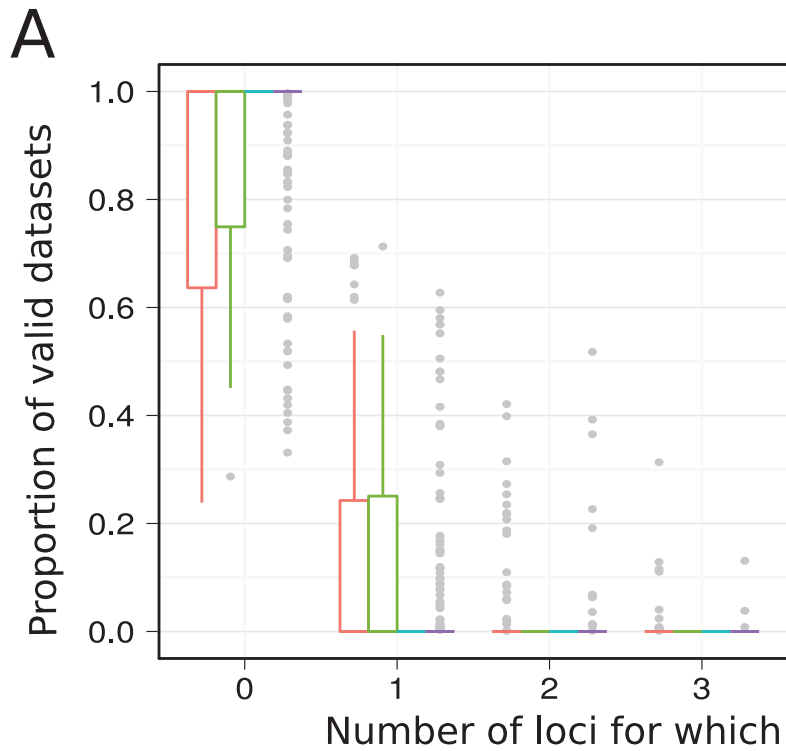 A
Proportion of valid datasets
1.0
0.8
0.6
0.4
0.2
0.0
0 1 2 3
Number of loci for which